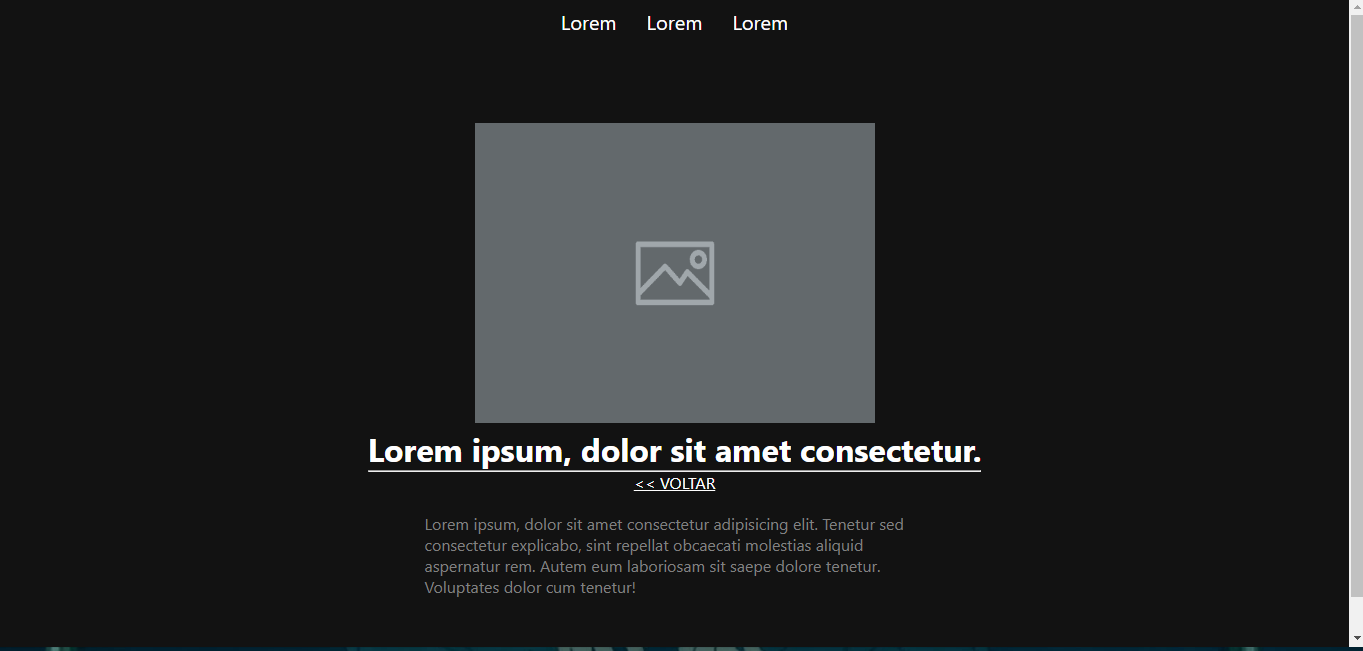 Lorem Lorem Lorem
Lorem ipsum, dolor sit amet consectetur.
<< VOLTAR
Lorem ipsum, dolor sit amet consectetur adipisicing elit. Tenetur sed
consectetur explicabo, sint repellat obcaecati molestias aliquid
aspernatur rem. Autem eum laboriosam sit saepe dolore tenetur.
Voluptates dolor cum tenetur!